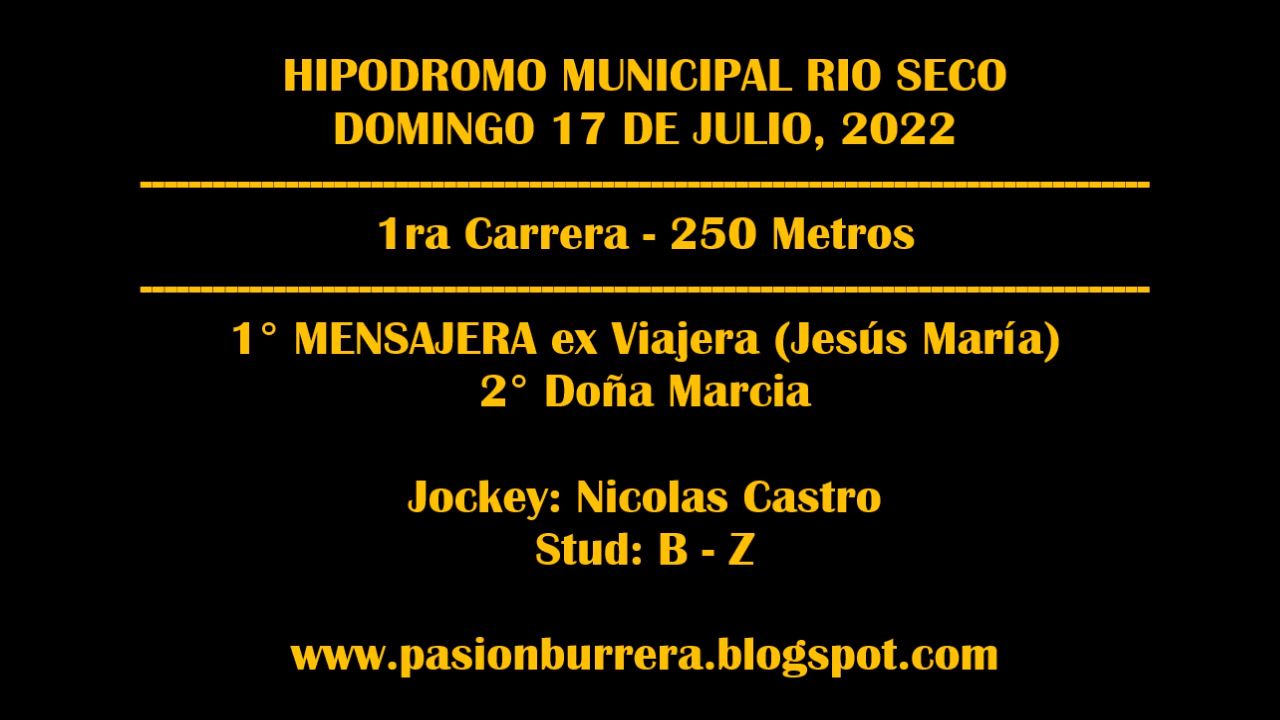 HIPODROMO MUNICIPAL RIO SECO
DOMINGO 17 DE JULIO, 2022
1ra Carrera - 250 Metros
1° MENSAJERA ex Viajera (Jesús María)
2° Doña Marcia
Jockey: Nicolas Castro
Stud: B - Z
www.pasionburrera.blogspot.com